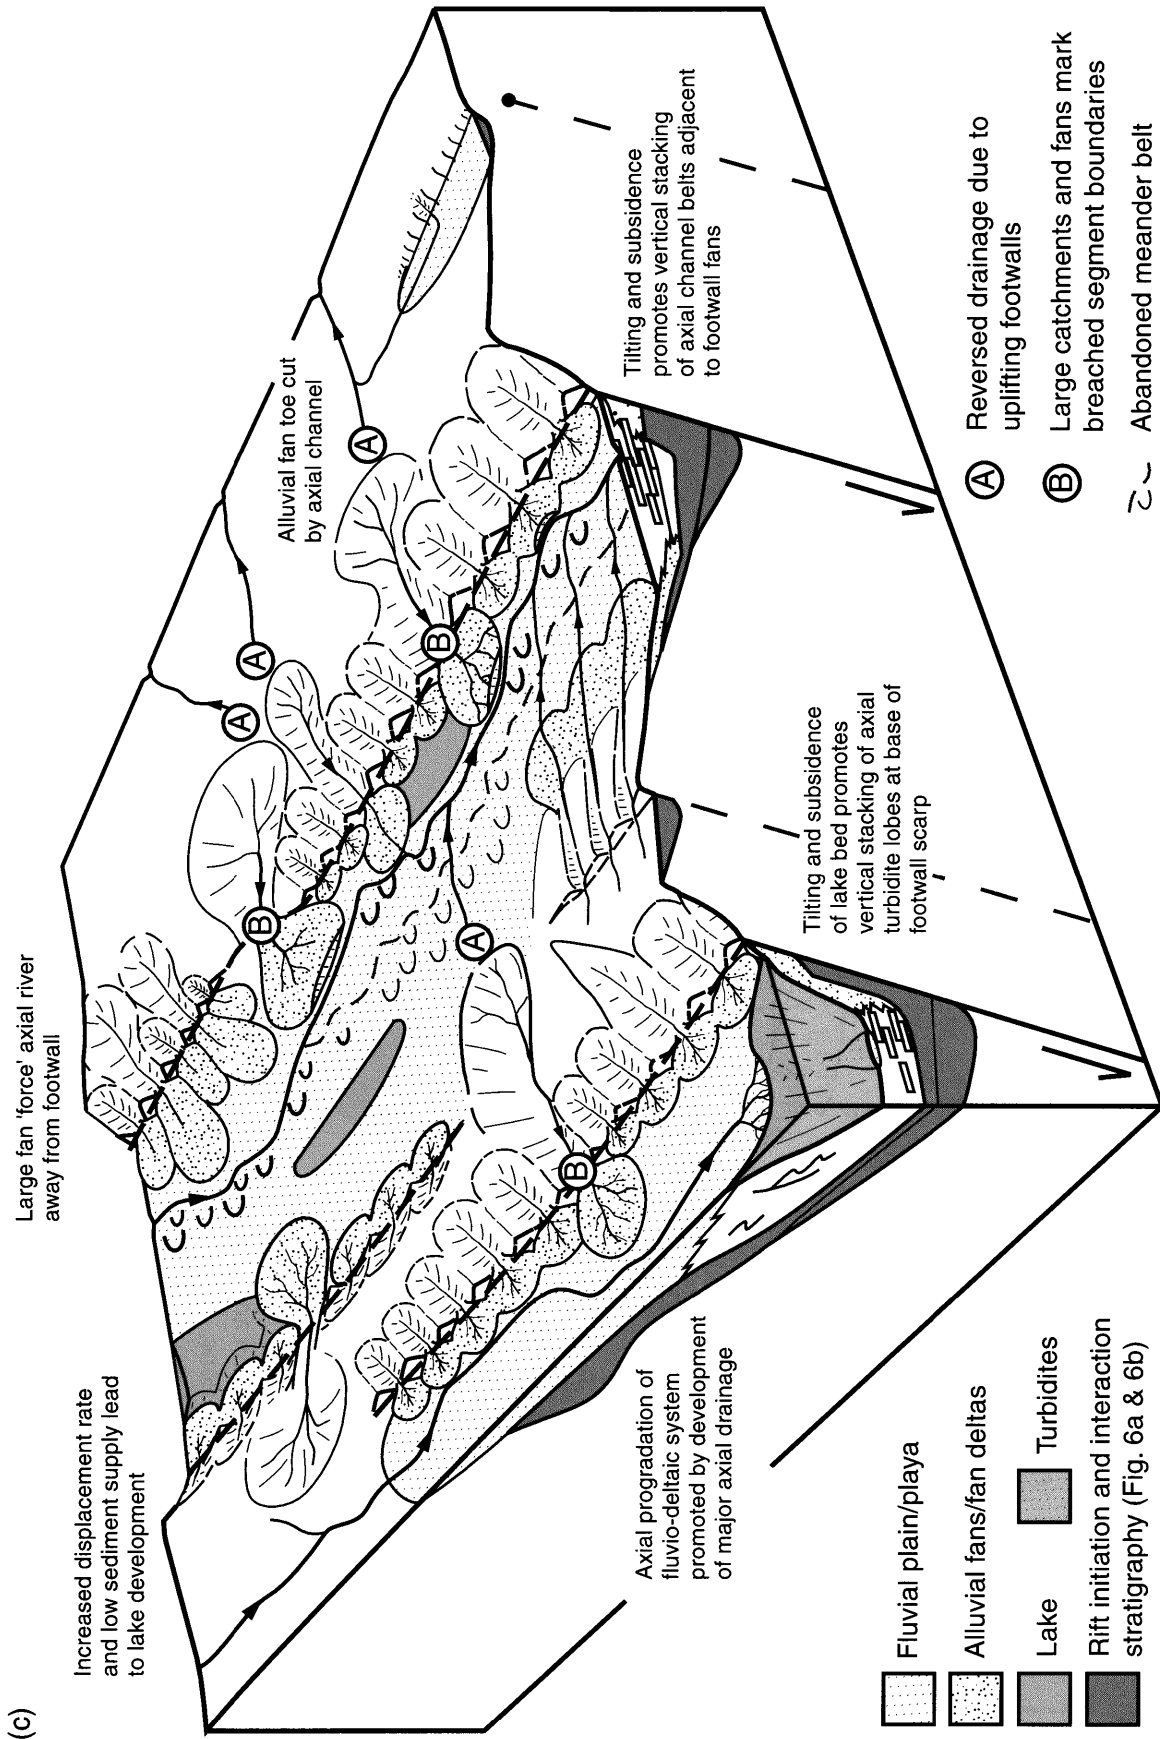 (c)
Increased displacement rate
and low sediment supply lead
to lake development
Large fan 'force' axial river
away from footwall
Alluvial fan toe cut
by axial channel
Tilting and subsidence
promotes vertical stacking
of axial channel belts adjacent
to footwall fans
Tilting and subsidence
of lake bed promotes
vertical stacking of axial
turbidite lobes at base of
footwall scarp
Axial progradation of
fluvio-deltaic system
promoted by development
of major axial drainage
A
A
A
A
B
B
B
Fluvial plain/playa
Alluvial fans/fan deltas
Lake
Turbidites
Rift initiation and interaction
stratigraphy (Fig. 6a & 6b)
A Reversed drainage due to
uplifting footwalls
B Large catchments and fans mark
breached segment boundaries
Abandoned meander belt